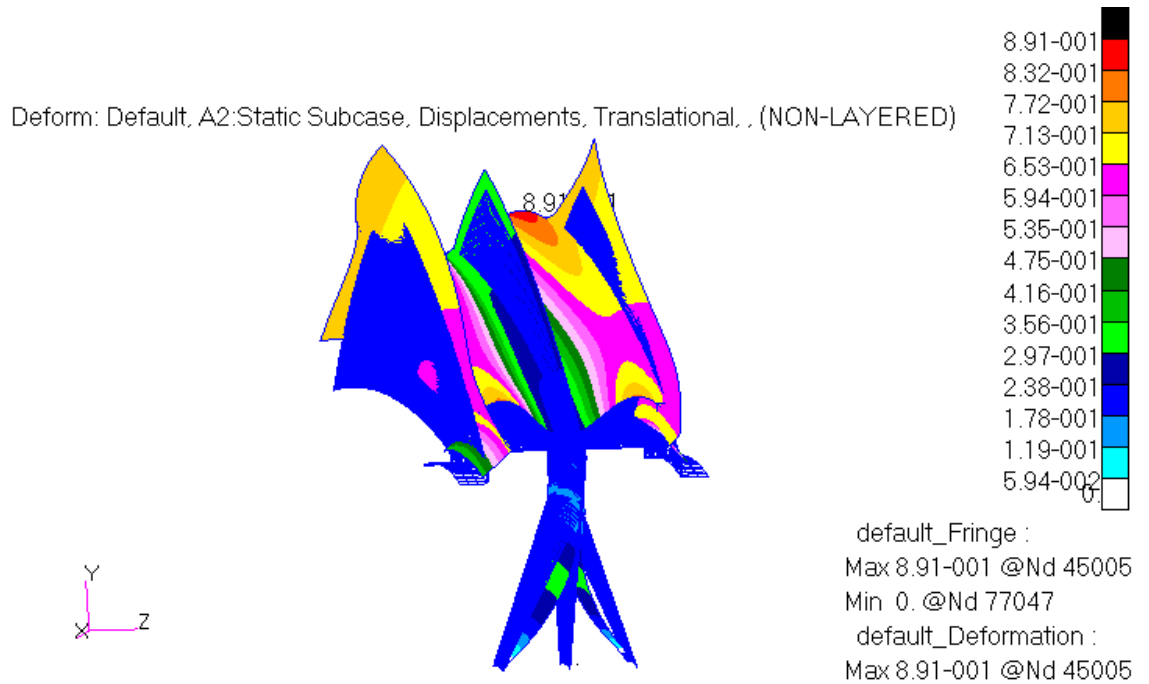 8.91-001
8.32-001
7.72-001
Deform: Default, A2:Static Subcase, Displacements, Translational, , (NON-LAYERED)
7.13-001
6.53-001
5.94-001
5.35-001
4.75-001
4.16-001
3.56-001
2.97-001
2.38-001
1.78-001
1.19-001
5.94-002
0.
default_Fringe :
Max 8.91-001 @Nd 45005
Min 0. @Nd 77047
default_Deformation :
Max 8.91-001 @Nd 45005
Y
Z
X